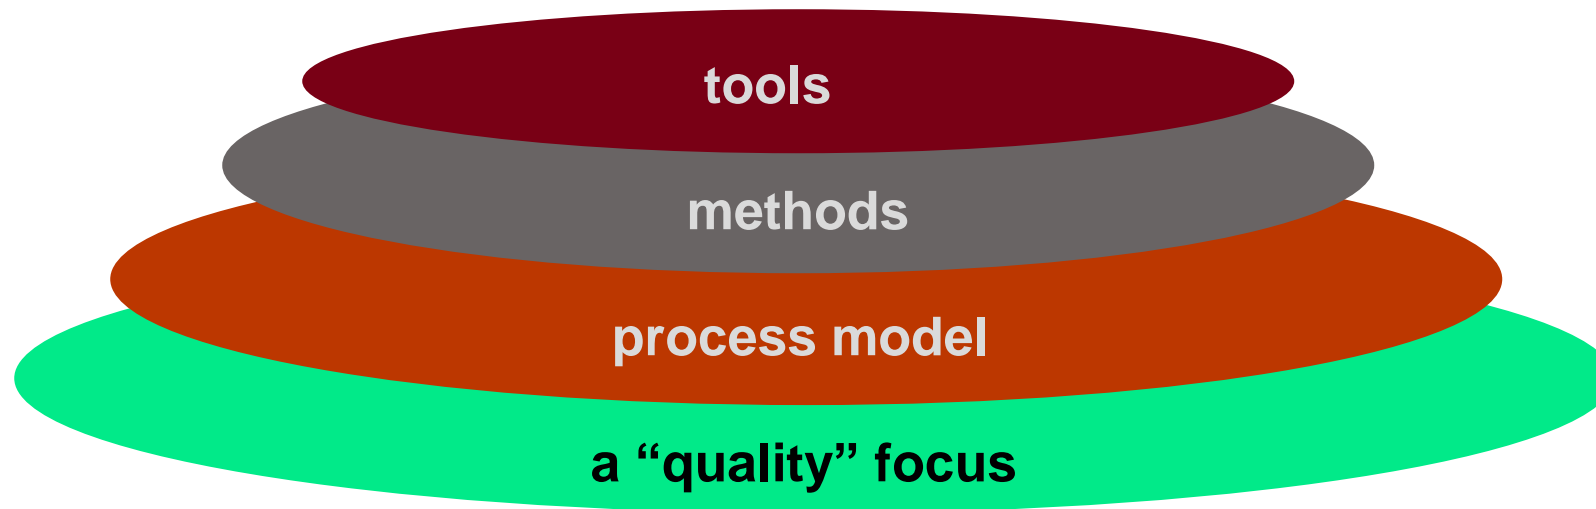 tools
methods
process model
a “quality” focus